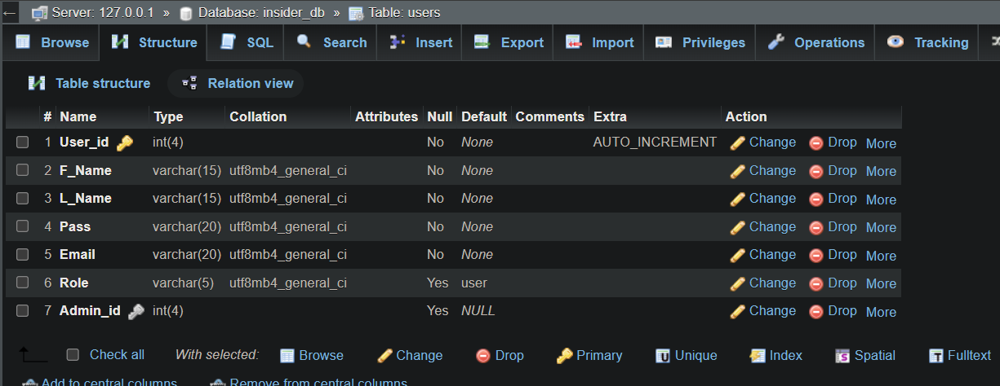 ← Server: 127.0.0.1 » Database: insider_db » Table: users
Browse Structure SQL Search Insert Export Import Privileges Operations Tracking
Table structure Relation view
# Name Type Collation Attributes Null Default Comments Extra Action
1 User_id int(4) No None AUTO_INCREMENT Change Drop More
2 F_Name varchar(15) utf8mb4_general_ci No None Change Drop More
3 L_Name varchar(15) utf8mb4_general_ci No None Change Drop More
4 Pass varchar(20) utf8mb4_general_ci No None Change Drop More
5 Email varchar(20) utf8mb4_general_ci No None Change Drop More
6 Role varchar(5) utf8mb4_general_ci Yes user Change Drop More
7 Admin_id int(4) Yes NULL Change Drop More
Check all With selected: Browse Change Drop Primary Unique Index Spatial Fulltext
Add to central columns Remove from central columns